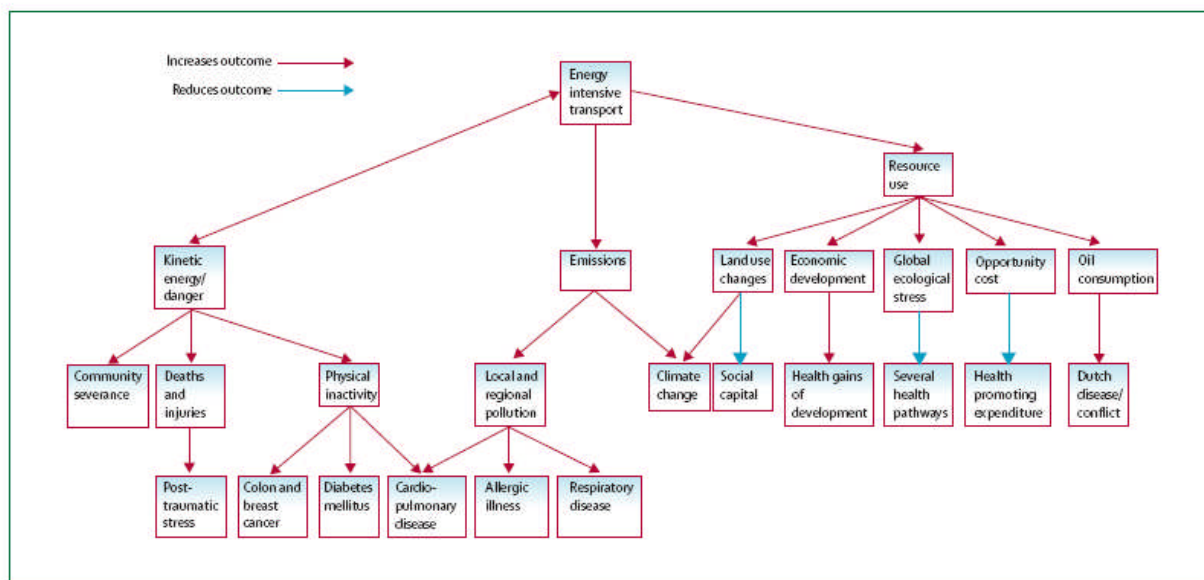 Increases outcome
Reduces outcome
Energy
intensive
transport
Resource
use
Kinetic
energy/
danger
Emissions
Land use
changes
Economic
development
Global
ecological
stress
Opportunity
cost
Oil
consumption
Community
severance
Deaths
and
injuries
Physical
inactivity
Local and
regional
pollution
Climate
change
Social
capital
Health gains
of
development
Several
health
pathways
Health
promoting
expenditure
Dutch
disease/
conflict
Post-
traumatic
stress
Colon and
breast
cancer
Diabetes
mellitus
Cardio-
pulmonary
disease
Allergic
illness
Respiratory
disease